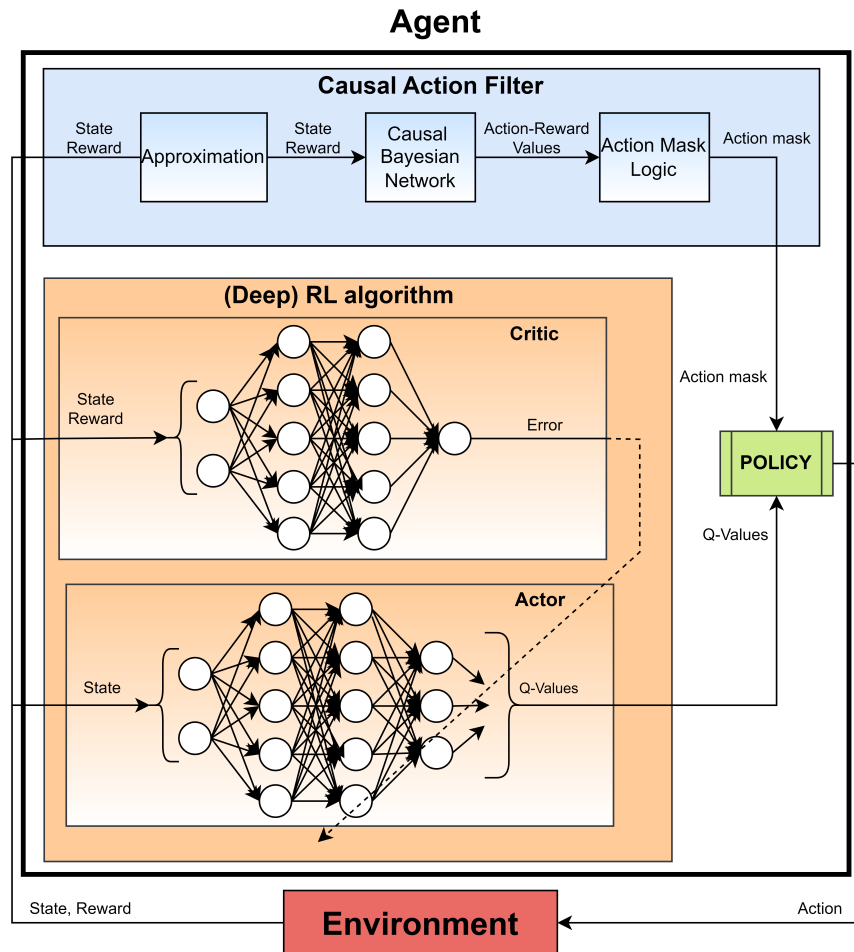 Agent
Causal Action Filter
State
Reward
Approximation
State
Reward
Causal
Bayesian
Network
Action-Reward
Values
Action Mask
Logic
Action mask
(Deep) RL algorithm
Critic
State
Reward
Error
Action mask
POLICY
Q-Values
Actor
State
Q-Values
State, Reward
Environment
Action